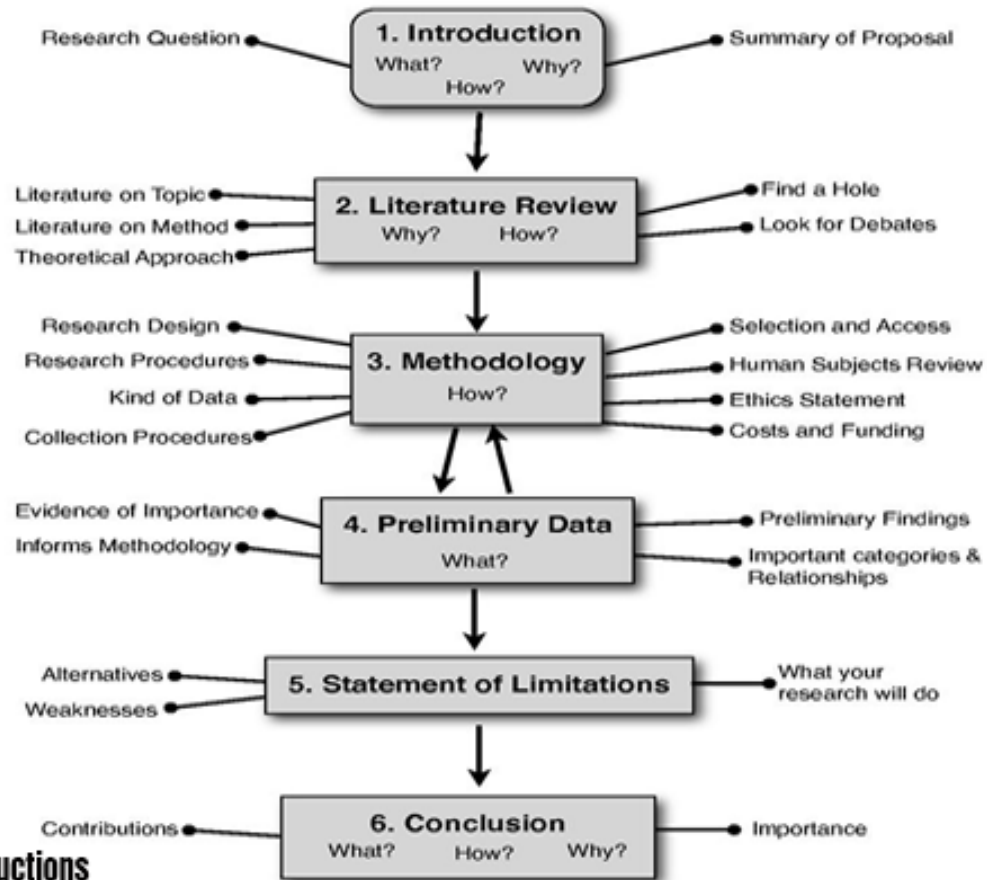 1. Introduction
What? Why?
How?
Research Question
Summary of Proposal
2. Literature Review
Why? How?
Literature on Topic
Literature on Method
Theoretical Approach
Find a Hole
Look for Debates
3. Methodology
How?
Research Design
Research Procedures
Kind of Data
Collection Procedures
Selection and Access
Human Subjects Review
Ethics Statement
Costs and Funding
4. Preliminary Data
What?
Evidence of Importance
Informs Methodology
Preliminary Findings
Important categories &
Relationships
5. Statement of Limitations
Alternatives
Weaknesses
What your
research will do
6. Conclusion
What? How? Why?
Contributions
Importance
uctions